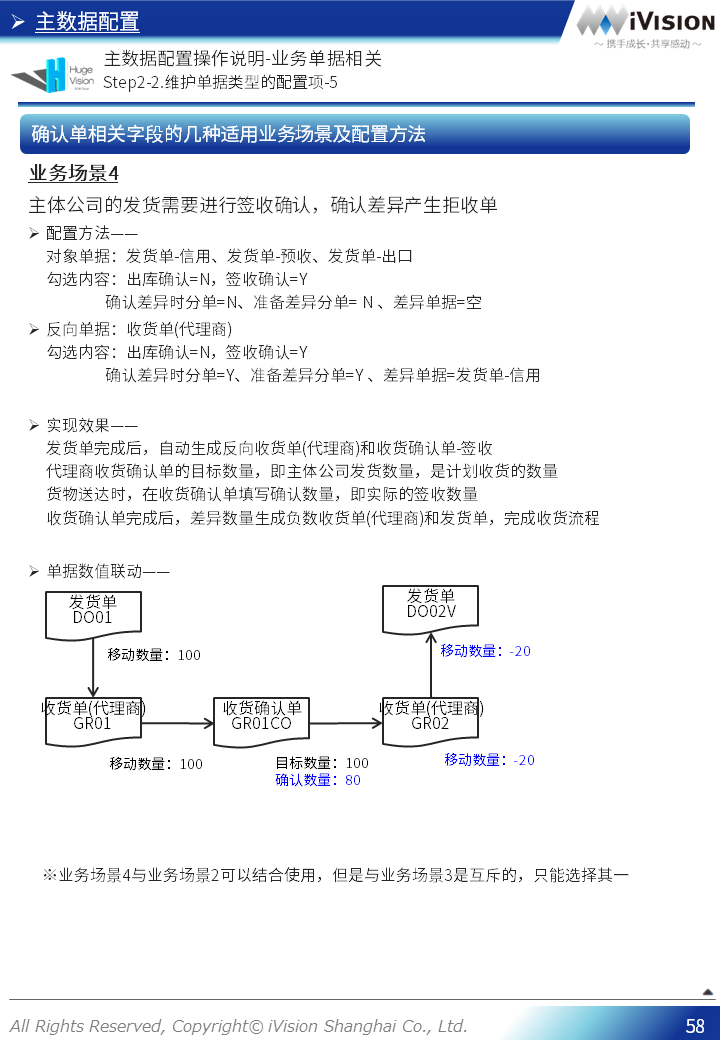 ➢ 主数据配置
iVISION
～ 携手成长·共享感动 ～
Huge
Vision
主数据配置操作说明-业务单据相关
Step2-2.维护单据类型的配置项-5
确认单相关字段的几种适用业务场景及配置方法
业务场景4
主体公司的发货需要进行签收确认，确认差异产生拒收单
➢ 配置方法——
对象单据：发货单-信用、发货单-预收、发货单-出口
勾选内容：出库确认=N，签收确认=Y
确认差异时分单=N、准备差异分单= N 、差异单据=空
➢ 反向单据：收货单(代理商)
勾选内容：出库确认=N，签收确认=Y
确认差异时分单=Y、准备差异分单=Y 、差异单据=发货单-信用
➢ 实现效果——
发货单完成后，自动生成反向收货单(代理商)和收货确认单-签收
代理商收货确认单的目标数量，即主体公司发货数量，是计划收货的数量
货物送达时，在收货确认单填写确认数量，即实际的签收数量
收货确认单完成后，差异数量生成负数收货单(代理商)和发货单，完成收货流程
➢ 单据数值联动——
发货单
DO01
发货单
DO02V
移动数量：100
移动数量：-20
收货单(代理商)
GR01
收货确认单
GR01CO
收货单(代理商)
GR02
移动数量：100
目标数量：100
确认数量：80
移动数量：-20
※业务场景4与业务场景2可以结合使用，但是与业务场景3是互斥的，只能选择其一
All Rights Reserved, Copyright© iVision Shanghai Co., Ltd.
58